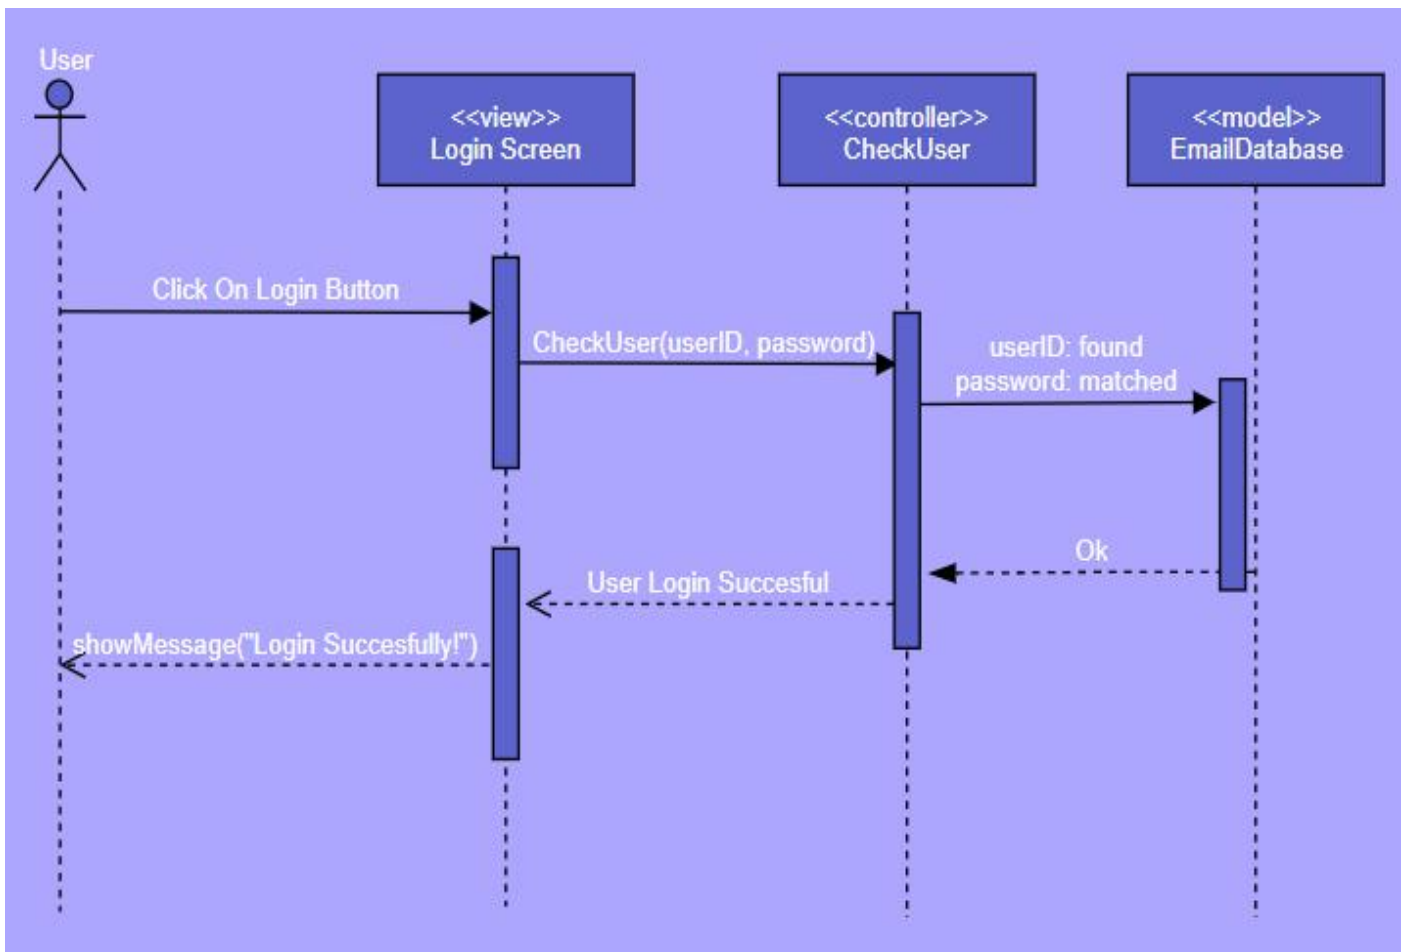 User
<<view>>
Login Screen
<<controller>>
CheckUser
<<model>>
EmailDatabase
Click On Login Button
CheckUser(userID, password)
userID: found
password: matched
Ok
User Login Succesful
showMessage("Login Succesfully!")